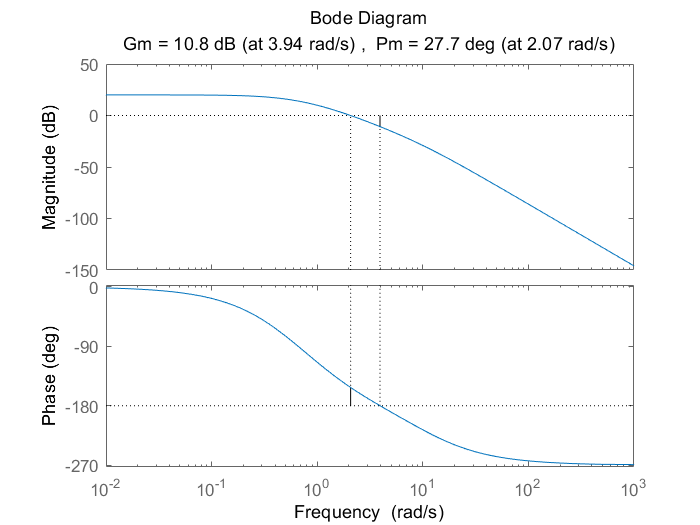 Bode Diagram
Gm = 10.8 dB (at 3.94 rad/s) ,  Pm = 27.7 deg (at 2.07 rad/s)
50
0
-50
-100
-150
Magnitude (dB)
0
-90
-180
-270
Phase (deg)
10^-2 10^-1 10^0 10^1 10^2 10^3
Frequency  (rad/s)